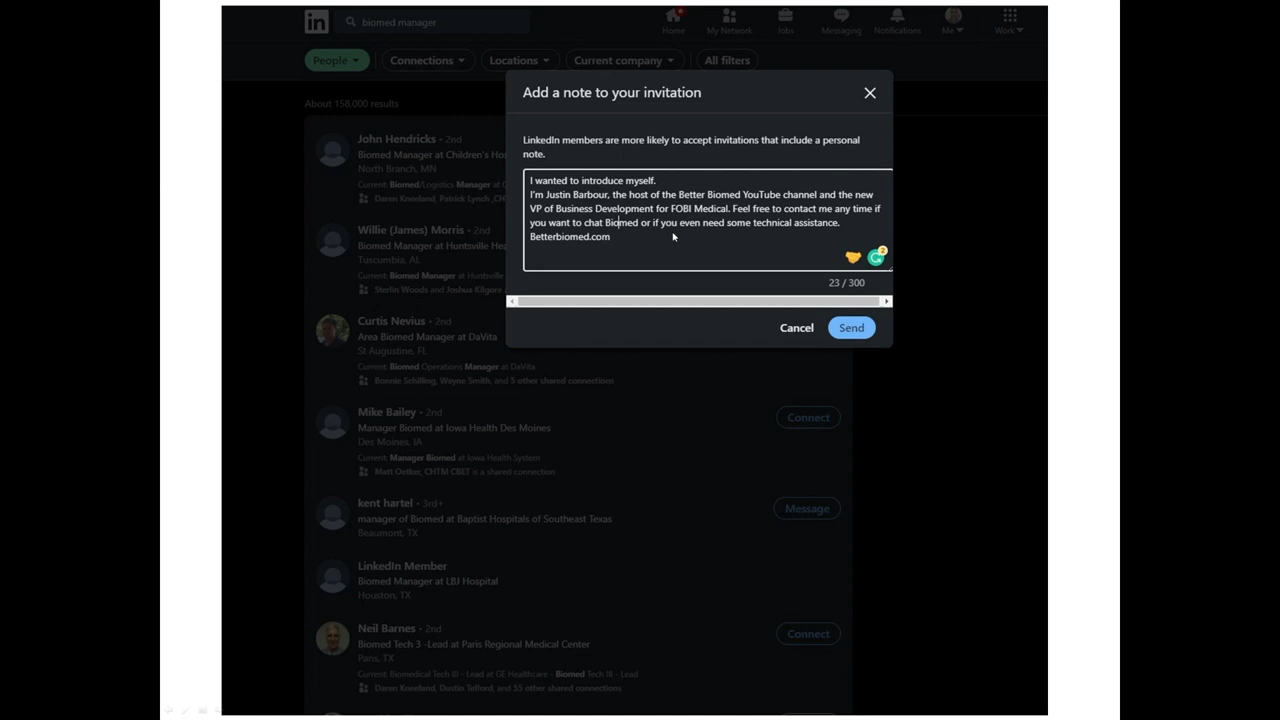 in
biomed manager
Home
My Network
Jobs
Messaging
Notifications
Me
Work
People
Connections
Locations
Current company
All filters
About 158,000 results
Add a note to your invitation
LinkedIn members are more likely to accept invitations that include a personal
note.
I wanted to introduce myself.
I'm Justin Barbour, the host of the Better Biomed YouTube channel and the new
VP of Business Development for FOBI Medical. Feel free to contact me any time if
you want to chat Biomed or if you even need some technical assistance.
Betterbiomed.com
2
23 / 300
Cancel
Send
John Hendricks • 2nd
Biomed Manager at Children's Hos
North Branch, MN
Current: Biomed/Logistics Manager at C
Daren Kneeland, Patrick Lynch ,CH
Willie (James) Morris • 2nd
Biomed Manager at Huntsville Hea
Tuscumbia, AL
Current: Biomed Manager at Huntsville
Sterlin Woods and Joshua Kilgore
Curtis Nevius • 2nd
Area Biomed Manager at DaVita
St Augustine, FL
Current: Biomed Operations Manager at DaVita
Bonnie Schilling, Wayne Smith, and 5 other shared connections
Mike Bailey • 2nd
Manager Biomed at Iowa Health Des Moines
Des Moines, IA
Current: Manager Biomed at Iowa Health System
Matt Oetker, CHTM CBET is a shared connection
Connect
kent hartel • 3rd+
manager of Biomed at Baptist Hospitals of Southeast Texas
Beaumont, TX
Message
LinkedIn Member
Biomed Manager at LBJ Hospital
Houston, TX
Neil Barnes • 2nd
Biomed Tech 3 -Lead at Paris Regional Medical Center
Paris, TX
Current: Biomedical Tech III - Lead at GE Healthcare - Biomed Tech III - Lead
Daren Kneeland, Dustin Telford, and 55 other shared connections
Connect